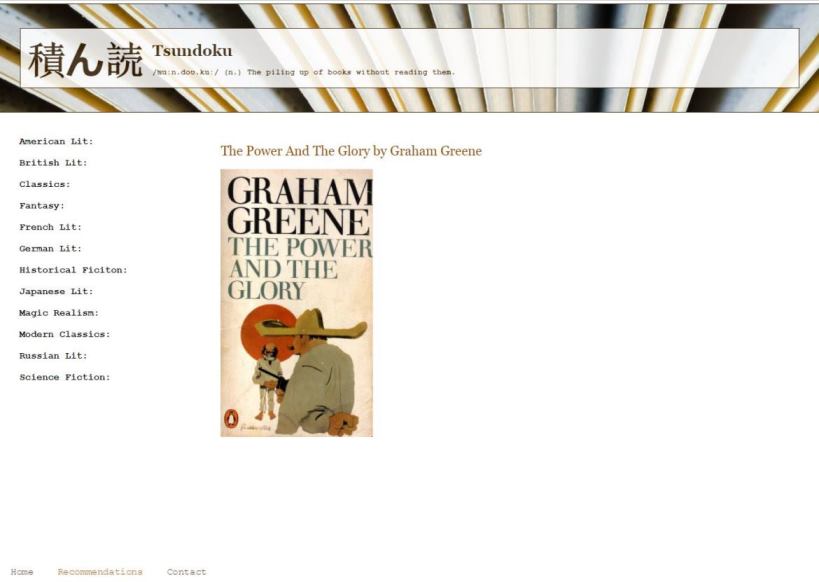 積ん読 Tsundoku
/ˈtsu:n.doʊ.ku:/ (n.) The piling up of books without reading them.
American Lit:
British Lit:
Classics:
Fantasy:
French Lit:
German Lit:
Historical Ficiton:
Japanese Lit:
Magic Realism:
Modern Classics:
Russian Lit:
Science Fiction:
The Power And The Glory by Graham Greene
GRAHAM
GREENE
THE POWER
AND THE
GLORY
Home Recommendations Contact